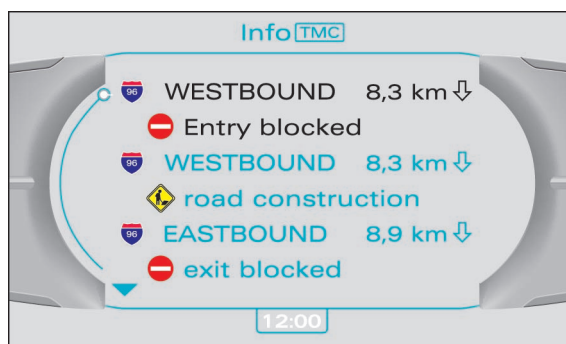 Info TMC
96 WESTBOUND 8,3 km
Entry blocked
96 WESTBOUND 8,3 km
road construction
96 EASTBOUND 8,9 km
exit blocked
12:00